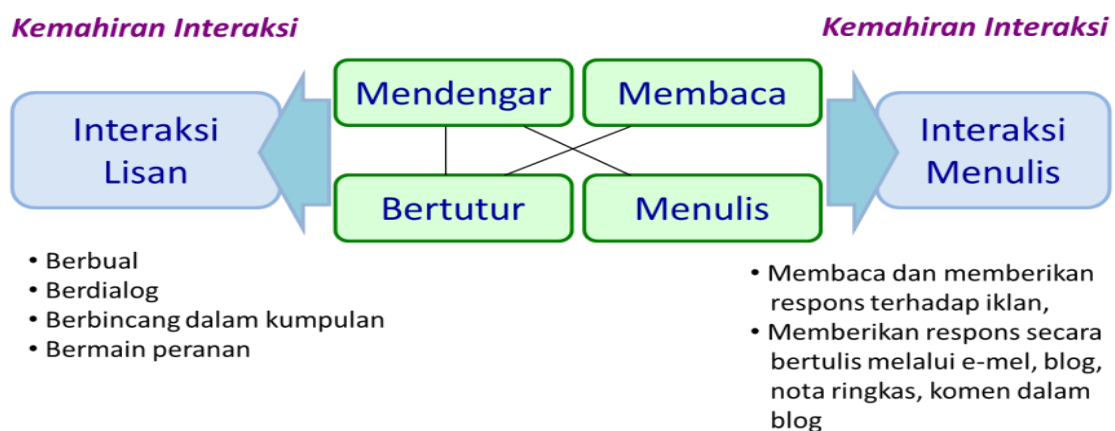 Kemahiran Interaksi
Kemahiran Interaksi
Interaksi
Lisan
Mendengar
Membaca
Bertutur
Menulis
Interaksi
Menulis
• Berbual
• Berdialog
• Berbincang dalam kumpulan
• Bermain peranan
• Membaca dan memberikan
respons terhadap iklan,
• Memberikan respons secara
bertulis melalui e-mel, blog,
nota ringkas, komen dalam
blog